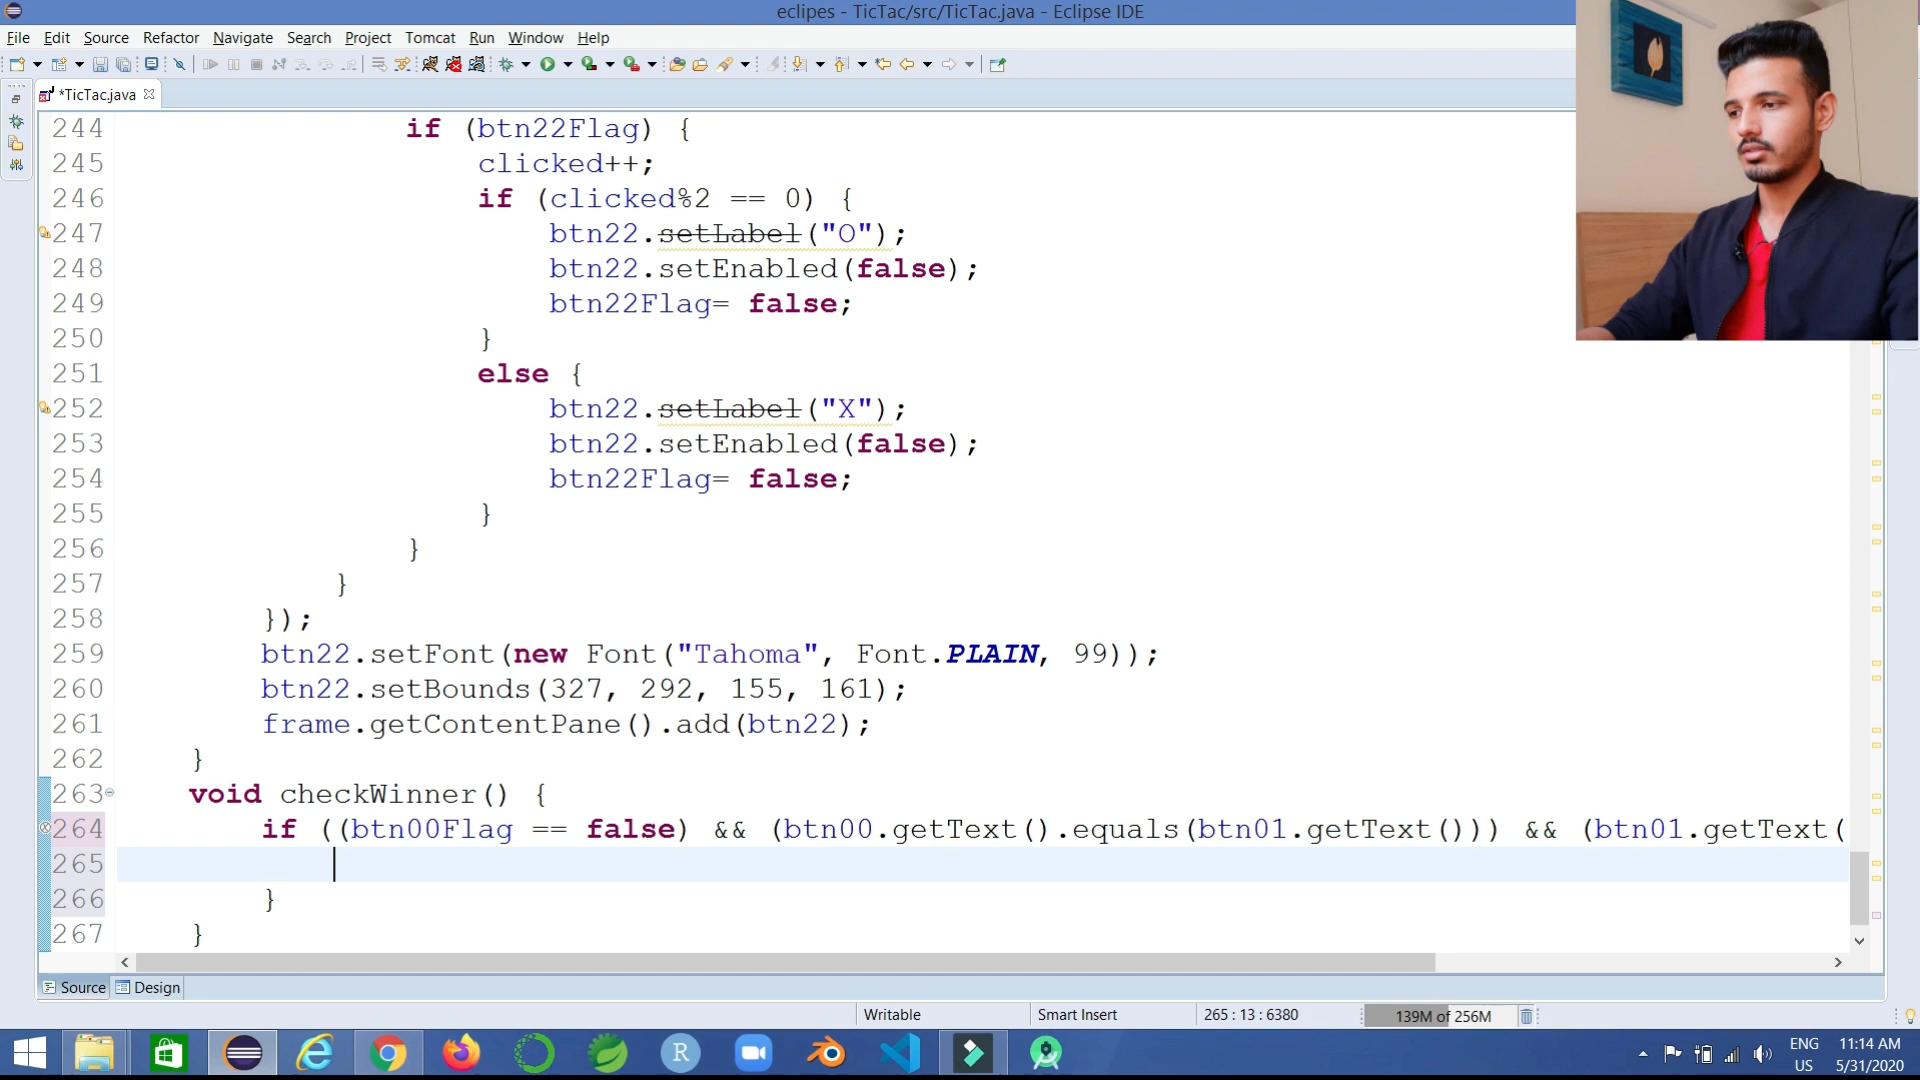 eclipes - TicTac/src/TicTac.java - Eclipse IDE
File Edit Source Refactor Navigate Search Project Tomcat Run Window Help
*TicTac.java
244 if (btn22Flag) {
245 clicked++;
246 if (clicked%2 == 0) {
247 btn22.setLabel("O");
248 btn22.setEnabled(false);
249 btn22Flag= false;
250 }
251 else {
252 btn22.setLabel("X");
253 btn22.setEnabled(false);
254 btn22Flag= false;
255 }
256 }
257 }
258 });
259 btn22.setFont(new Font("Tahoma", Font.PLAIN, 99));
260 btn22.setBounds(327, 292, 155, 161);
261 frame.getContentPane().add(btn22);
262 }
263 void checkWinner() {
264 if ((btn00Flag == false) && (btn00.getText().equals(btn01.getText())) && (btn01.getText(
265
266 }
267 }
Source Design
Writable Smart Insert 265 : 13 : 6380 139M of 256M
R
ENG 11:14 AM
US 5/31/2020